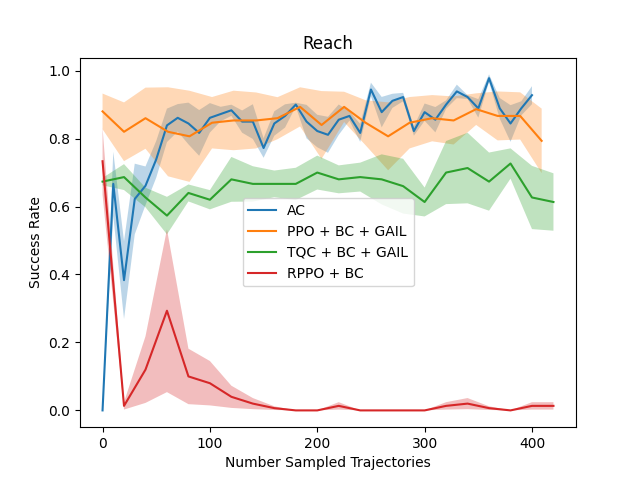 Reach
1.0
0.8
0.6
0.4
0.2
0.0
Success Rate
AC
PPO + BC + GAIL
TQC + BC + GAIL
RPPO + BC
0
100
200
300
400
Number Sampled Trajectories